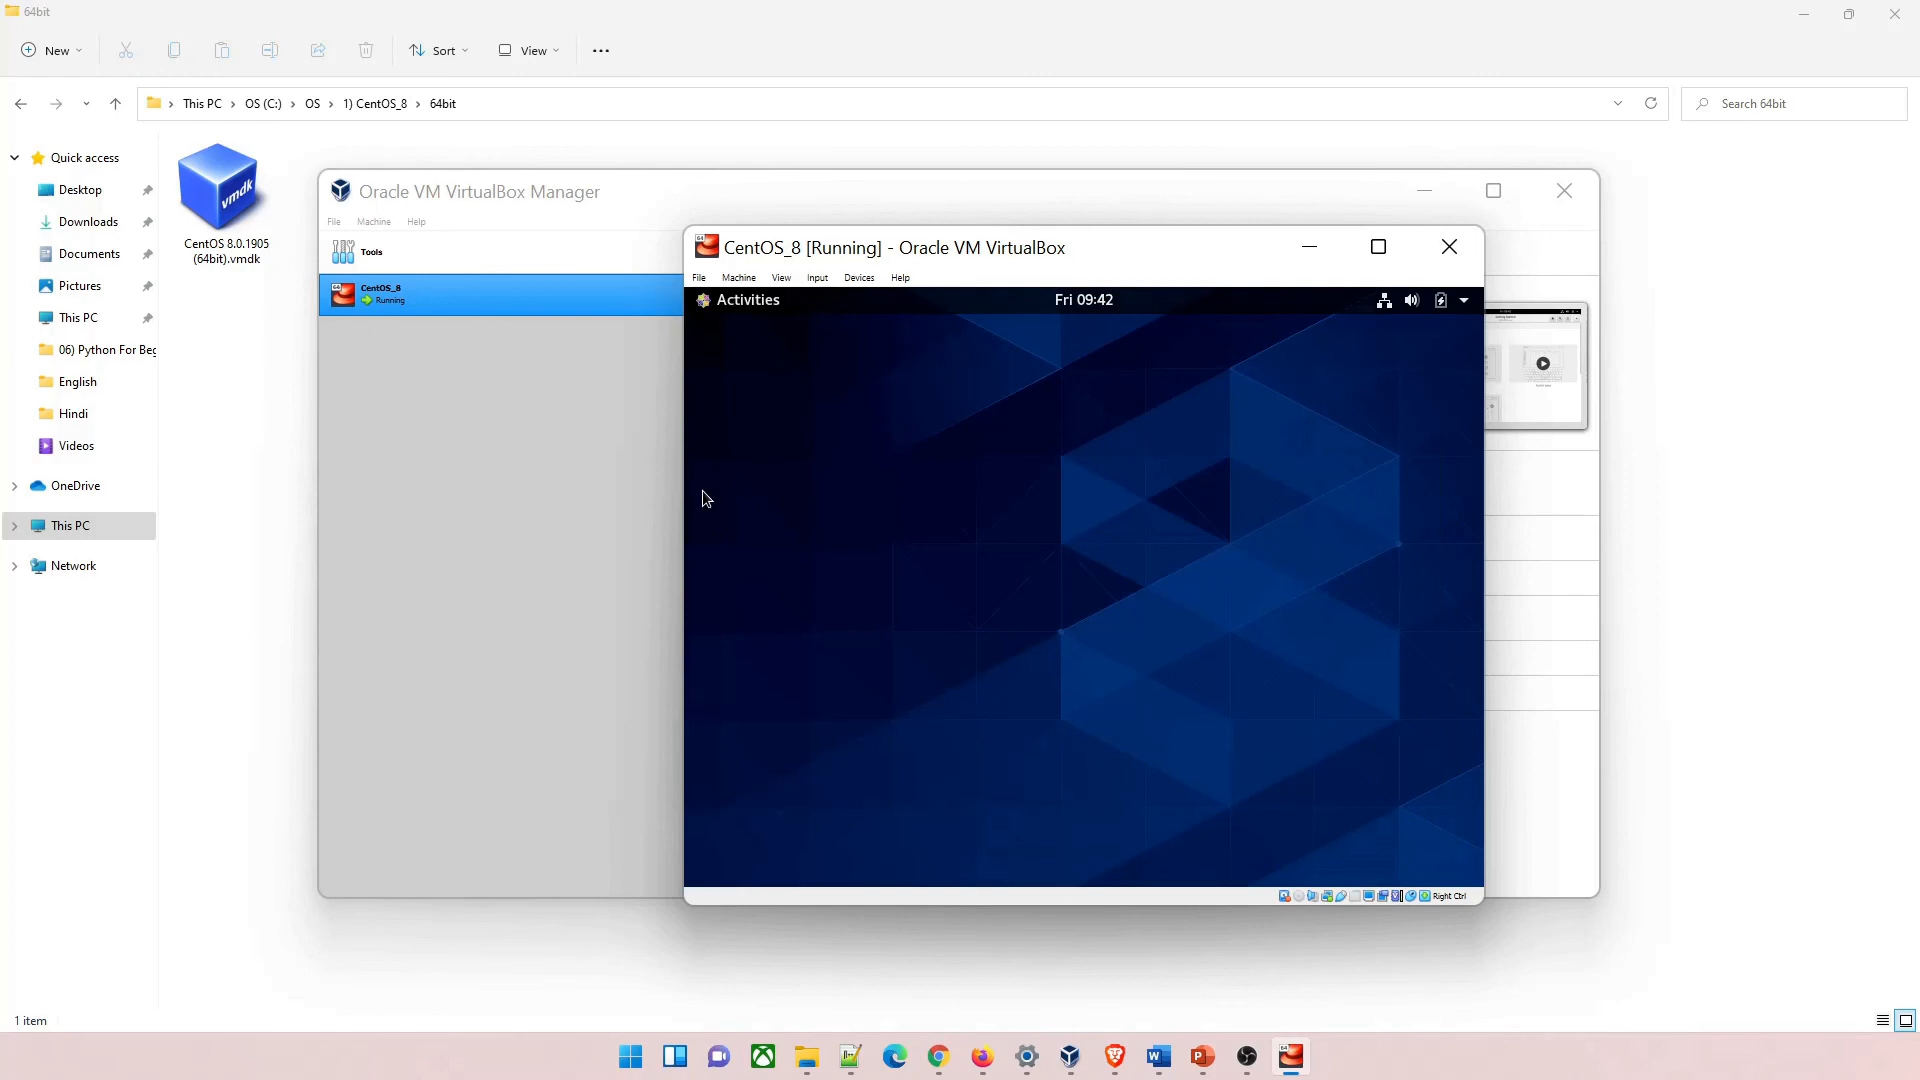 64bit
New
Sort
View
This PC > OS (C:) > OS > 1) CentOS_8 > 64bit
Search 64bit
Quick access
Desktop
Downloads
Documents
Pictures
This PC
06) Python For Beg
English
Hindi
Videos
OneDrive
This PC
Network
vmdk
CentOS 8.0.1905
(64bit).vmdk
Oracle VM VirtualBox Manager
File Machine Help
Tools
64
CentOS_8
Running
64
CentOS_8 [Running] - Oracle VM VirtualBox
File Machine View Input Devices Help
Activities
Fri 09:42
Right Ctrl
1 item